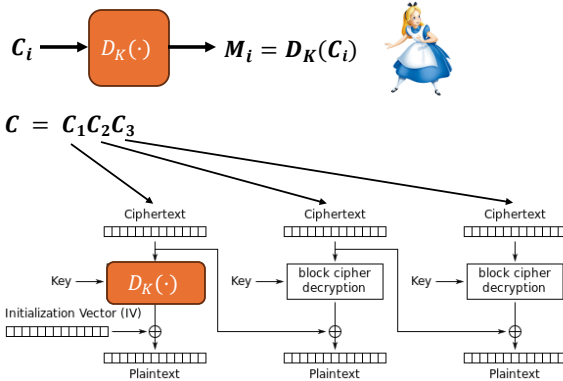 C_i D_K(·) M_i = D_K(C_i)
C = C_1C_2C_3
Ciphertext Ciphertext Ciphertext
Key D_K(·) Key block cipher decryption Key block cipher decryption
Initialization Vector (IV)
Plaintext Plaintext Plaintext